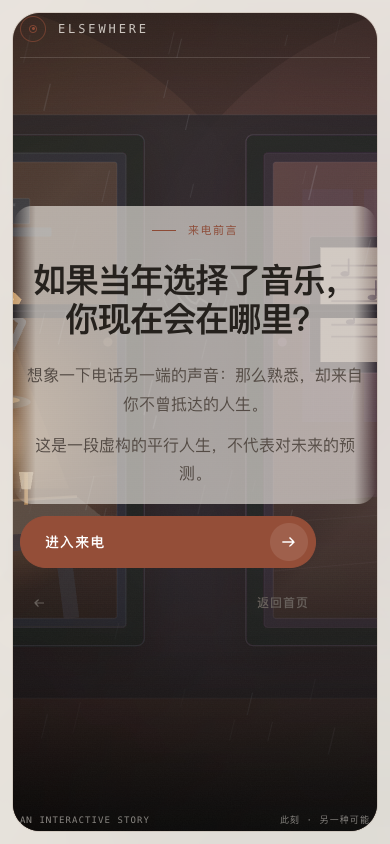 ELSEWHERE
来电前言
如果当年选择了音乐，
你现在会在哪里？
想象一下电话另一端的声音：那么熟悉，却来自
你不曾抵达的人生。
这是一段虚构的平行人生，不代表对未来的预
测。
进入来电
返回首页
AN INTERACTIVE STORY
此刻 · 另一种可能